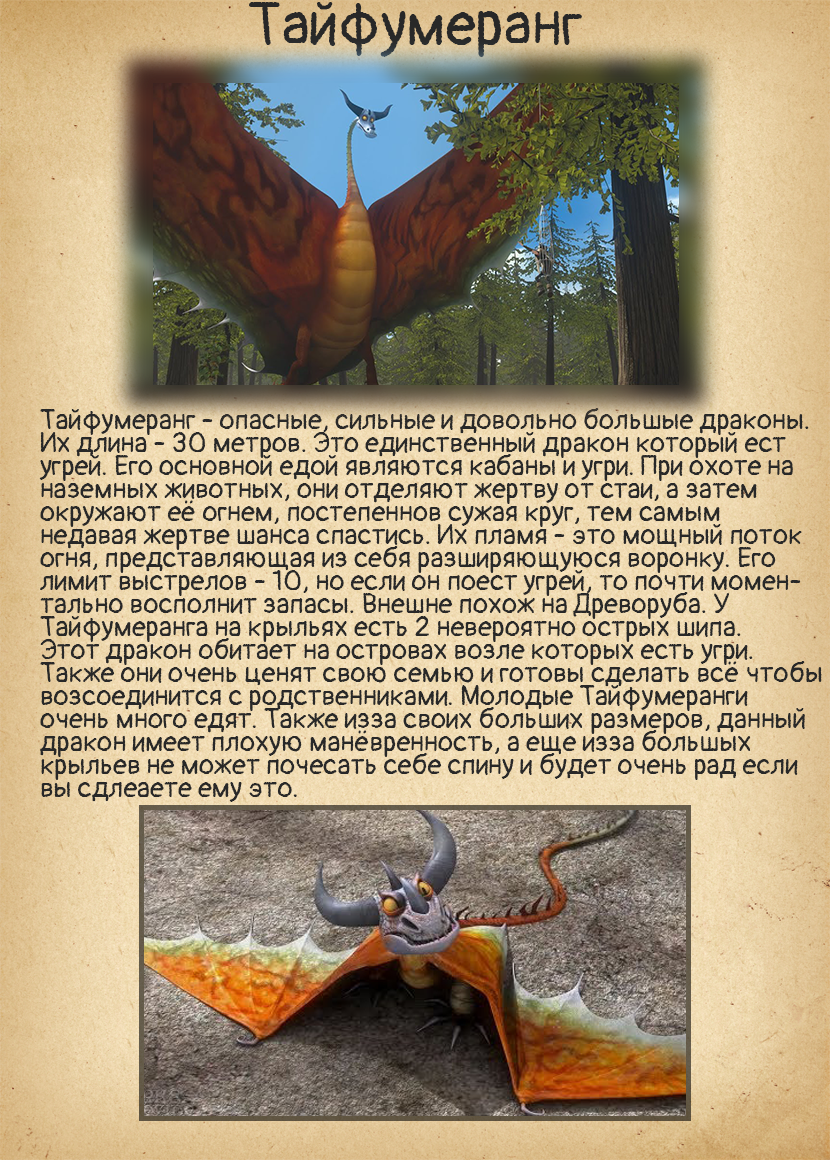 Тайфумеранг
Тайфумеранг - опасные, сильные и довольно большые драконы.
Их длина - 30 метров. Это единственный дракон который ест
угрей. Его основной едой являются кабаны и угри. При охоте на
наземных животных, они отделяют жертву от стаи, а затем
окружают её огнем, постепеннов сужая круг, тем самым
недавая жертве шанса спастись. Их пламя - это мощный поток
огня, представляющая из себя разширяющуюся воронку. Его
лимит выстрелов - 10, но если он поест угрей, то почти момен-
тально восполнит запасы. Внешне похож на Древоруба. У
Тайфумеранга на крыльях есть 2 невероятно острых шипа.
Этот дракон обитает на островах возле которых есть угри.
Также они очень ценят свою семью и готовы сделать всё чтобы
возсоединится с родственниками. Молодые Тайфумеранги
очень много едят. Также изза своих больших размеров, данный
дракон имеет плохую манёвренность, а еще изза большых
крыльев не может почесать себе спину и будет очень рад если
вы сдлеаете ему это.